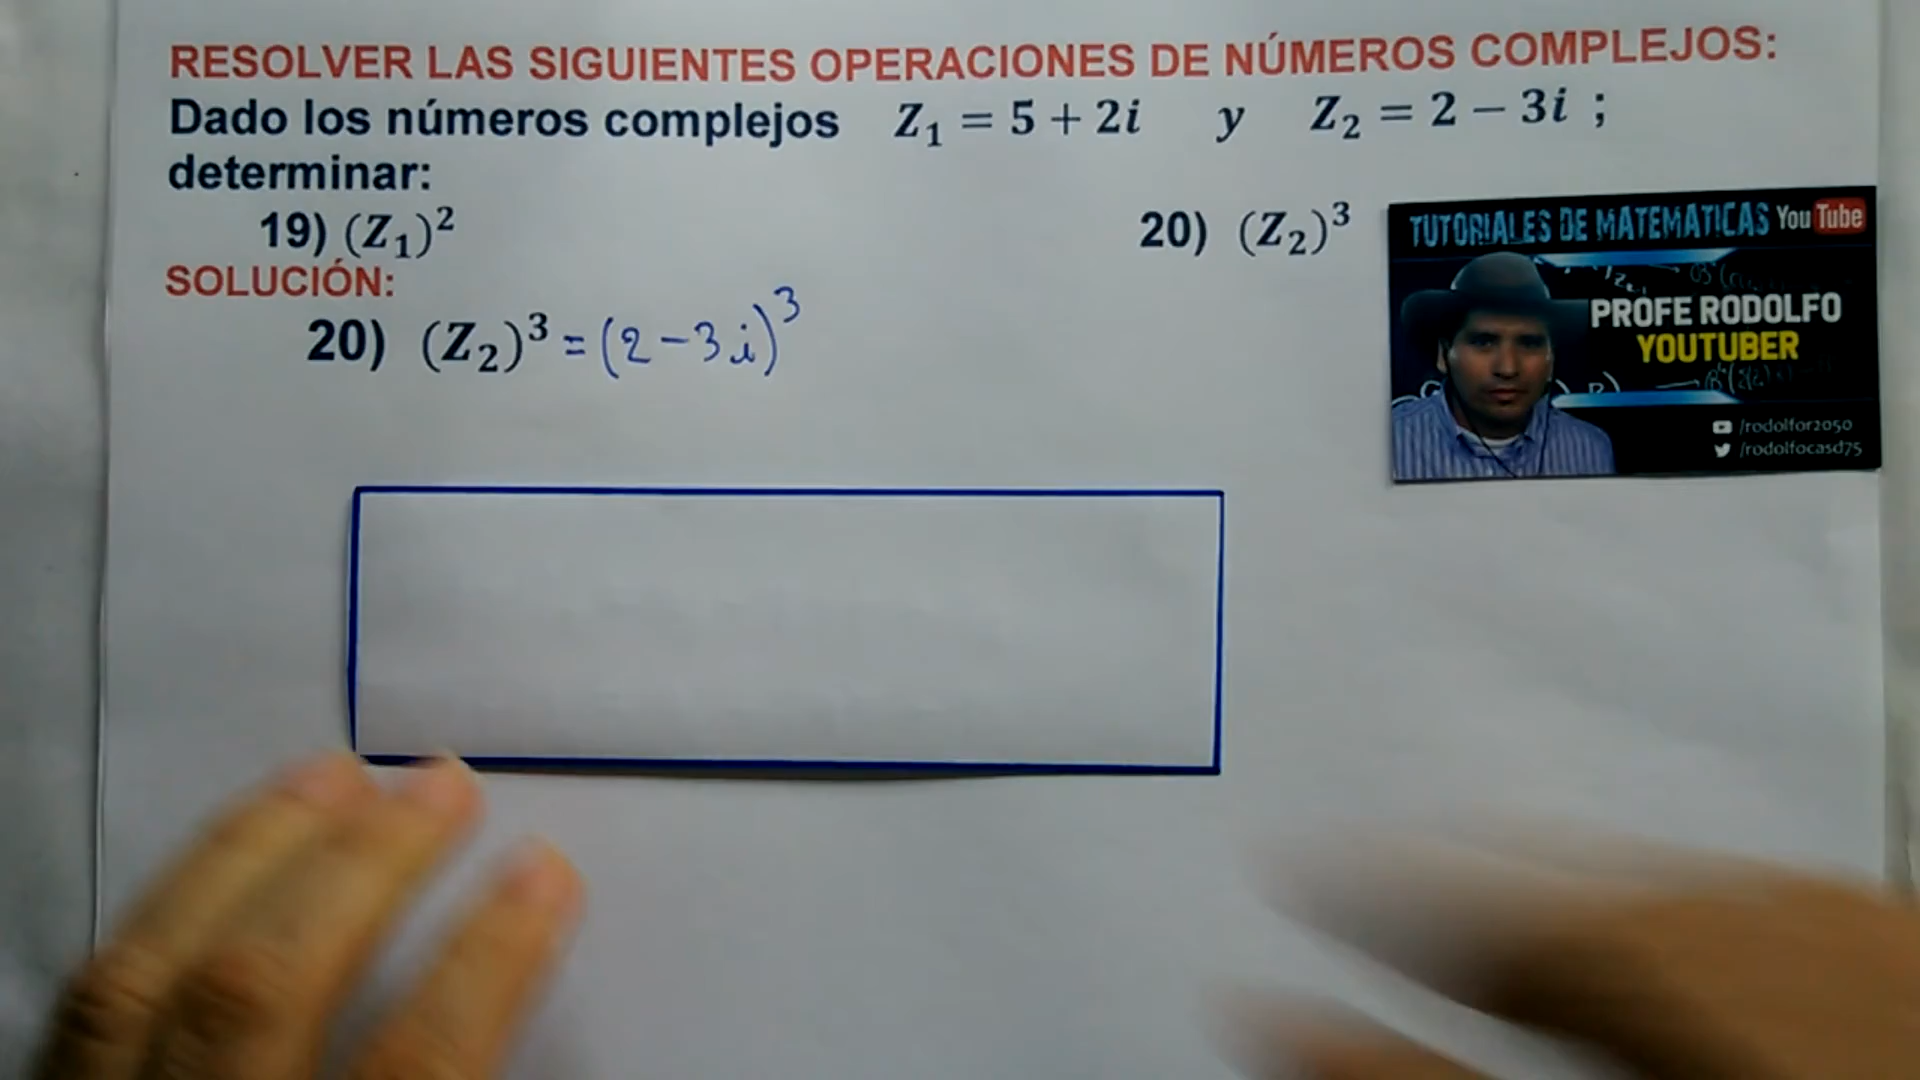 RESOLVER LAS SIGUIENTES OPERACIONES DE NÚMEROS COMPLEJOS:
Dado los números complejos Z₁ = 5 + 2i y Z₂ = 2 − 3i ;
determinar:
19) (Z₁)² 20) (Z₂)³
SOLUCIÓN:
20) (Z₂)³ = (2 − 3i)³
TUTORIALES DE MATEMATICAS YouTube
PROFE RODOLFO
YOUTUBER
/rodolfor2050
/rodolfocasd75